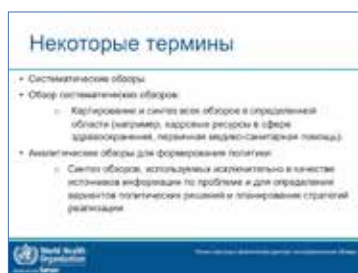 Некоторые термины
• Систематические обзоры
• Обзор систематических обзоров:
o Картирование и синтез всех обзоров в определенной
области (например, кадровые ресурсы в сфере
здравоохранения, первичная медико-санитарная помощь).
• Аналитические обзоры для формирования политики
o Синтез обзоров, используемых исключительно в качестве
источников информации по проблеме и для определения
вариантов политических решений и планирования стратегий
реализации
World Health
Organization
Europe